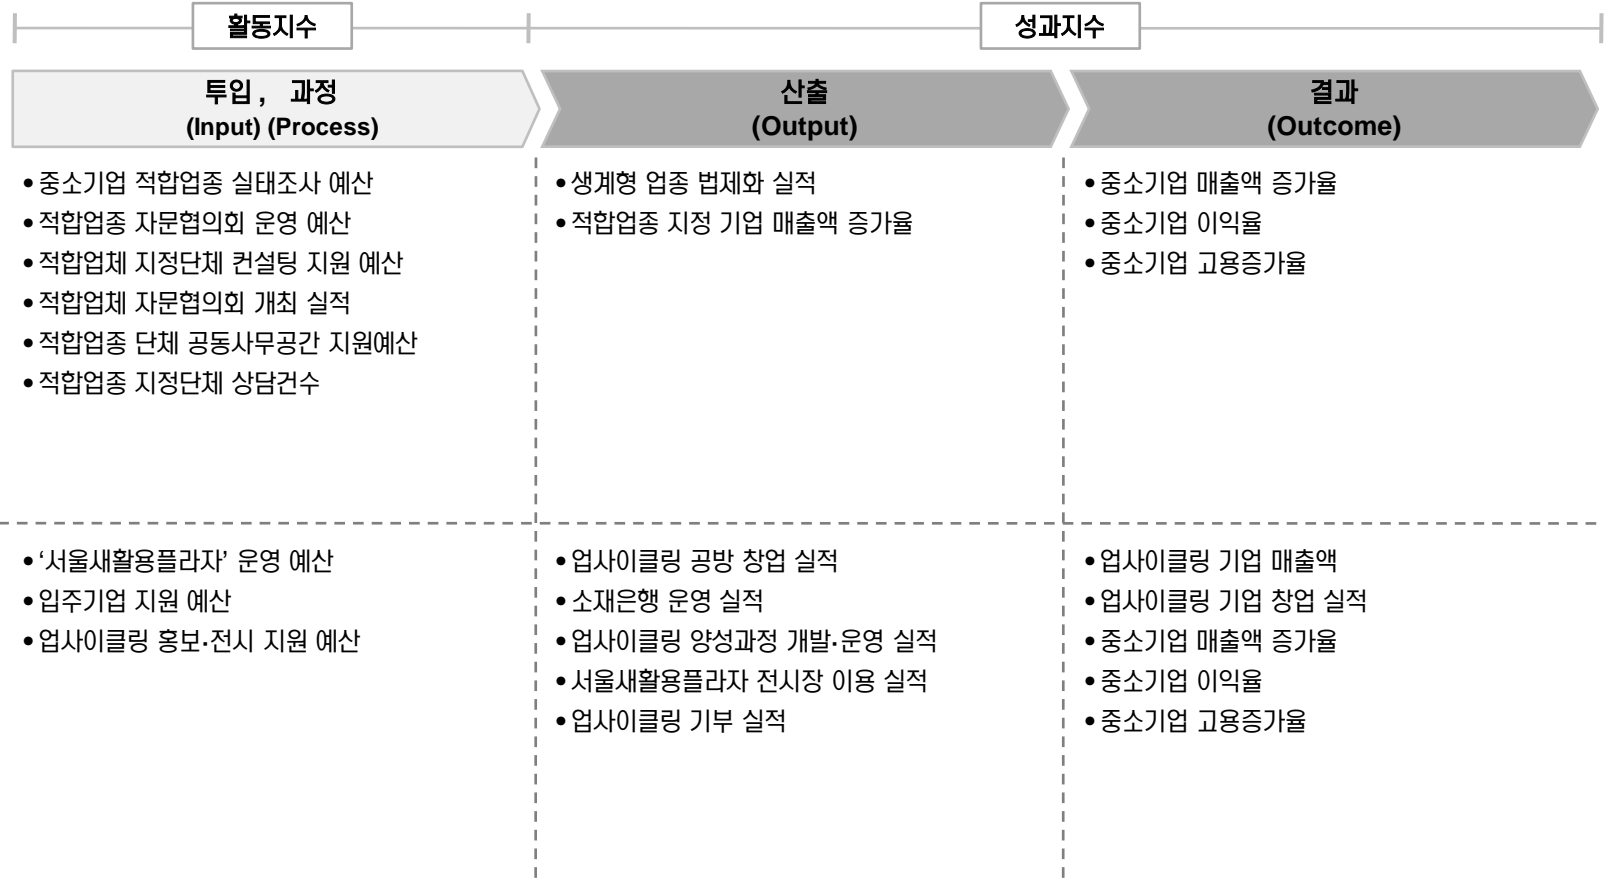 활동지수
성과지수
투입, 과정
(Input) (Process)
산출
(Output)
결과
(Outcome)
•중소기업 적합업종 실태조사 예산
•적합업종 자문협의회 운영 예산
•적합업체 지정단체 컨설팅 지원 예산
•적합업체 자문협의회 개최 실적
•적합업종 단체 공동사무공간 지원예산
•적합업종 지정단체 상담건수
•생계형 업종 법제화 실적
•적합업종 지정 기업 매출액 증가율
•중소기업 매출액 증가율
•중소기업 이익율
•중소기업 고용증가율
•‘서울새활용플라자’ 운영 예산
•입주기업 지원 예산
•업사이클링 홍보·전시 지원 예산
•업사이클링 공방 창업 실적
•소재은행 운영 실적
•업사이클링 양성과정 개발·운영 실적
•서울새활용플라자 전시장 이용 실적
•업사이클링 기부 실적
•업사이클링 기업 매출액
•업사이클링 기업 창업 실적
•중소기업 매출액 증가율
•중소기업 이익율
•중소기업 고용증가율